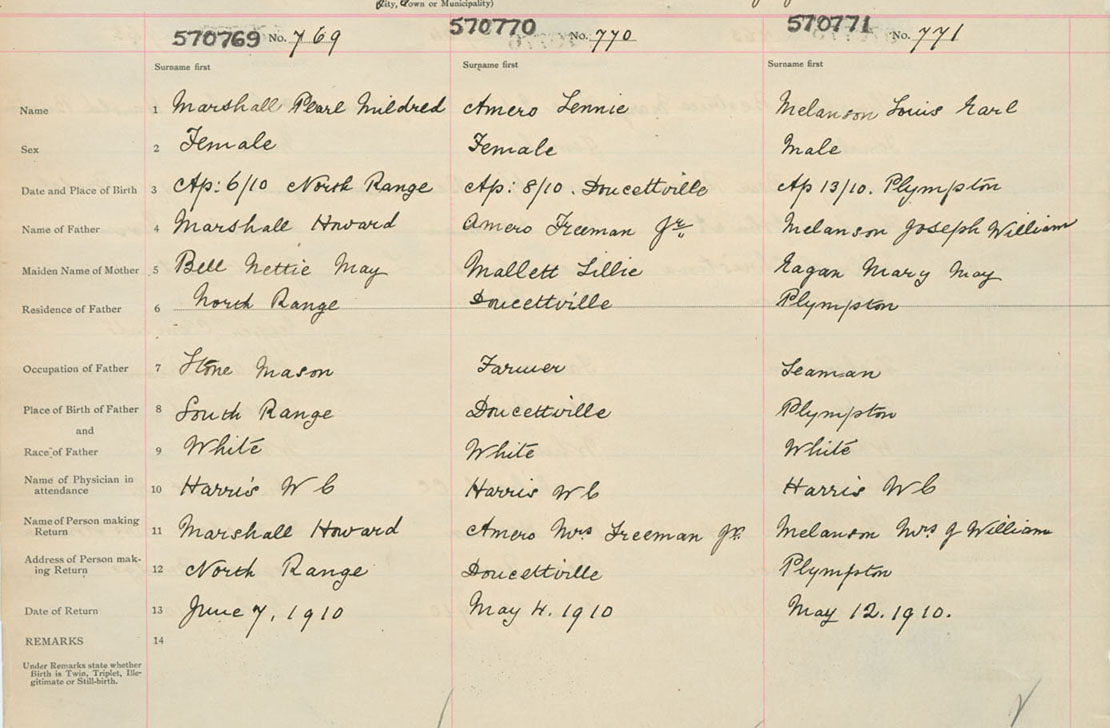 City, Town or Municipality)
570769 No. 769 570770 No. 770 570771 No. 771
Surname first Surname first Surname first
Name 1 Marshall Pearl Mildred Amero Lennie Melanson Louis Earl
Sex 2 Female Female Male
Date and Place of Birth 3 Ap: 6/10 North Range Ap: 8/10. Doucettville Ap 13/10. Plympton
Name of Father 4 Marshall Howard Amero Freeman Jr. Melanson Joseph William
Maiden Name of Mother 5 Bell Nettie May Mallett Lillie Eagan Mary May
Residence of Father 6 North Range Doucettville Plympton
Occupation of Father 7 Stone Mason Farmer Seaman
Place of Birth of Father 8 South Range Doucettville Plympton
and
Race of Father 9 White White White
Name of Physician in
attendance 10 Harris W C Harris W C Harris W C
Name of Person making
Return 11 Marshall Howard Amero Mrs Freeman Jr. Melanson Mrs J William
Address of Person mak-
ing Return 12 North Range Doucettville Plympton
Date of Return 13 June 7, 1910 May 4. 1910 May 12. 1910.
REMARKS 14
Under Remarks state whether
Birth is Twin, Triplet, Ille-
gitimate or Still-birth.